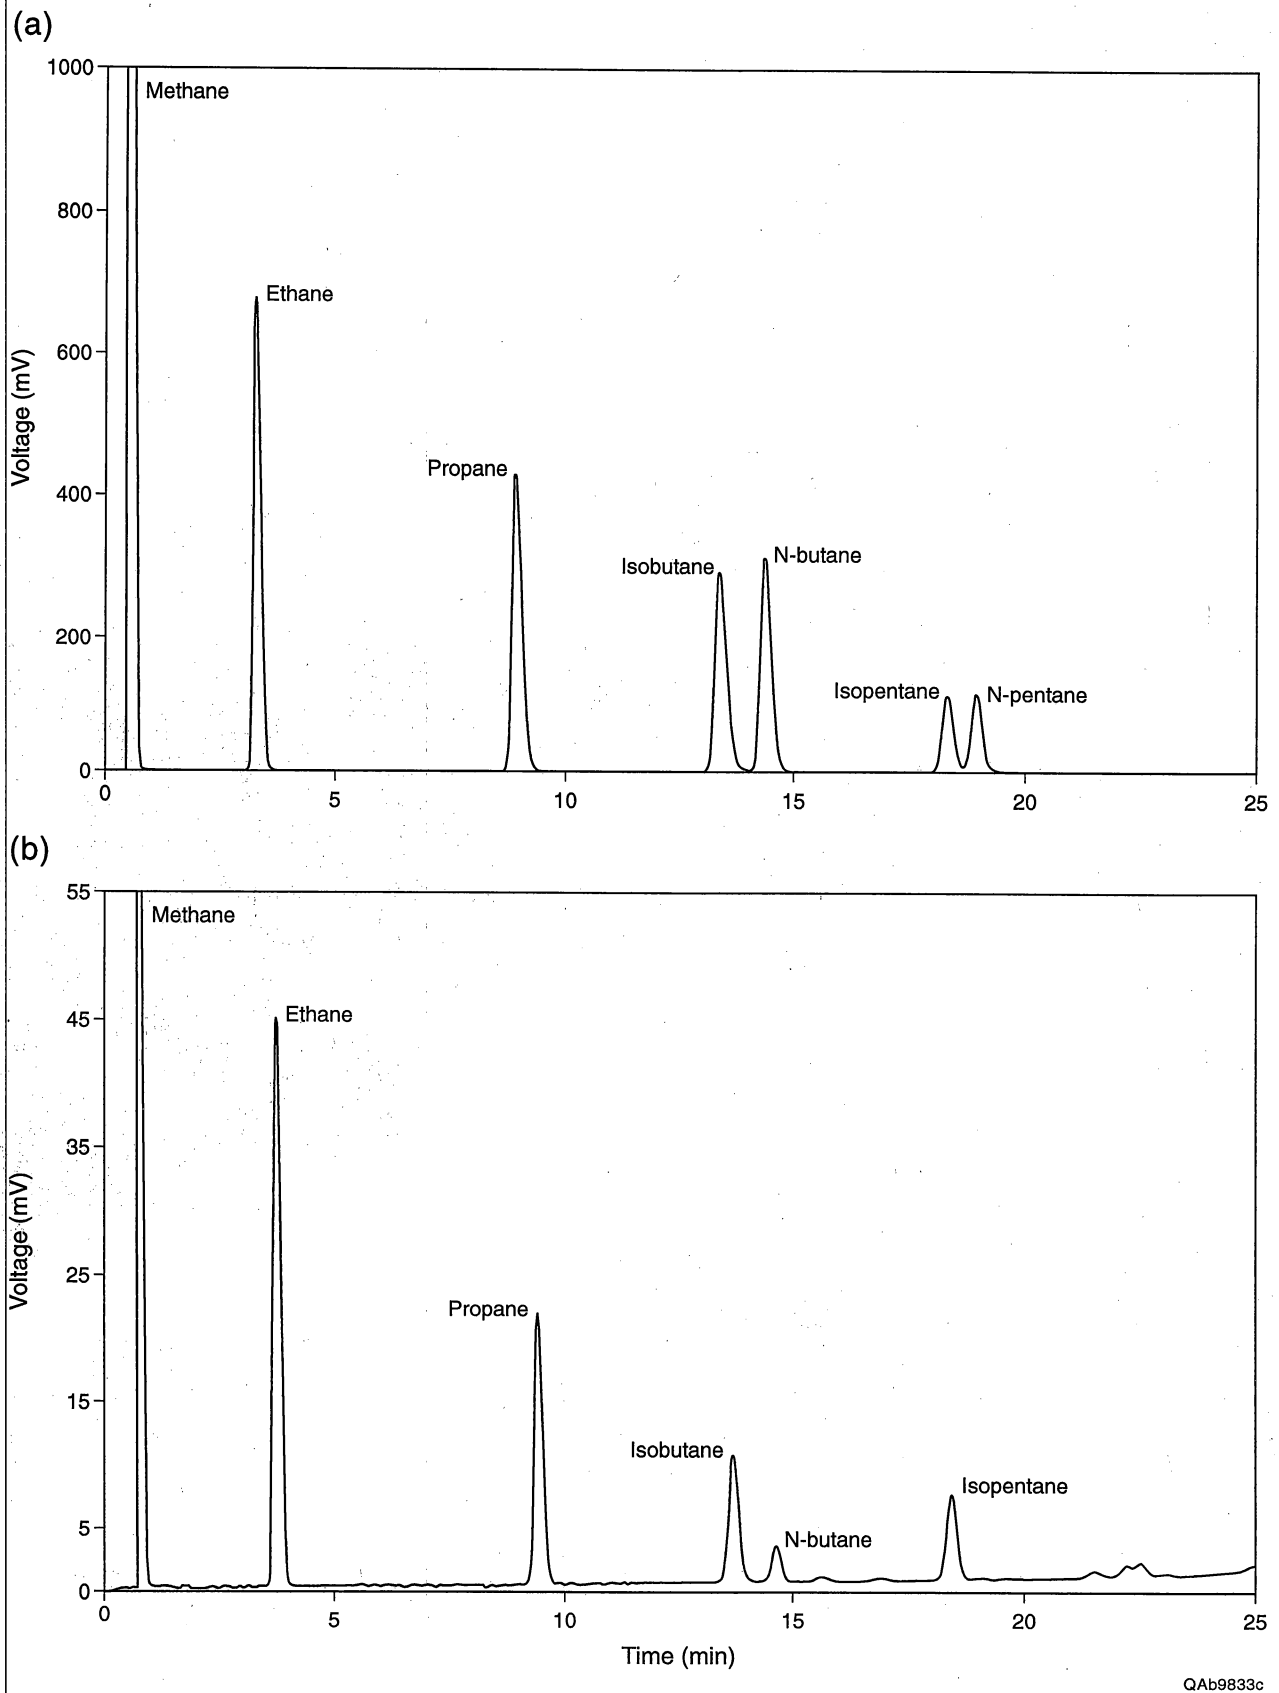 (a)
1000
Methane
800
Ethane
600
Voltage (mV)
Propane
400
Isobutane
N-butane
200
Isopentane
N-pentane
0
0 5 10 15 20 25
(b)
55
Methane
45
Ethane
35
Voltage (mV)
25
Propane
15
Isobutane
Isopentane
5
N-butane
0
0 5 10 15 20 25
Time (min)
QAb9833c